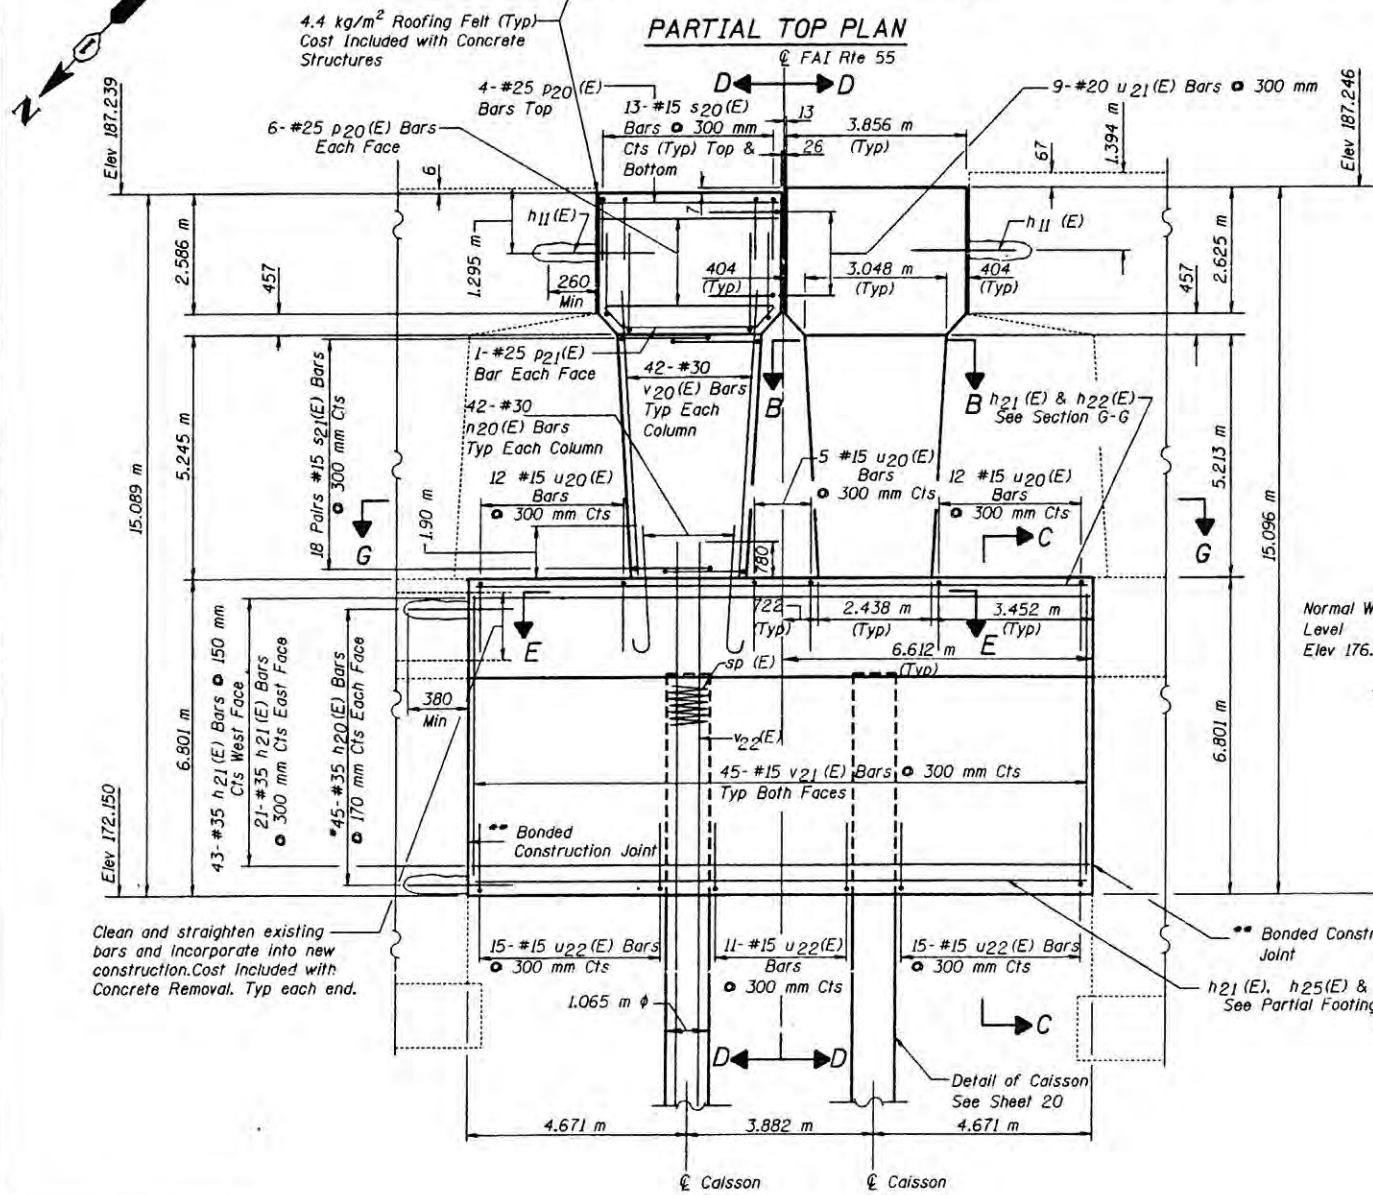 4.4 kg/m² Roofing Felt (Typ)
Cost Included with Concrete
Structures
PARTIAL TOP PLAN
℄ FAI Rte 55
D D
4-#25 p20(E)
Bars Top
13-#15 s20(E)
Bars @ 300 mm
Cts (Typ) Top &
Bottom
9-#20 u21(E) Bars @ 300 mm
6-#25 p20(E) Bars
Each Face
N
Elev 187.239
Elev 187.246
13
26
3.856 m
(Typ)
67
1.394 m
6
7
h11(E)
h11 (E)
2.586 m
1.295 m
457
260
Min
404
(Typ)
3.048 m
(Typ)
404
(Typ)
457
2.625 m
1-#25 p21(E)
Bar Each Face
42-#30
v20(E) Bars
Typ Each
Column
B
B
h21(E) & h22(E)
See Section G-G
42-#30
n20(E) Bars
Typ Each Column
18 Pairs #15 s21(E) Bars
@ 300 mm Cts
5.245 m
15.089 m
5.213 m
15.096 m
12 #15 u20(E)
Bars
@ 300 mm Cts
5 #15 u20(E)
Bars
@ 300 mm Cts
12 #15 u20(E)
Bars
@ 300 mm Cts
1.90 m
G
G
C
780
722
(Typ)
2.438 m
(Typ)
3.452 m
(Typ)
6.612 m
(Typ)
E
E
Normal W
Level
Elev 176.
sp (E)
380
Min
v22(E)
6.801 m
6.801 m
43-#35 h21(E) Bars @ 150 mm
Cts West Face
21-#35 h21(E) Bars
@ 300 mm Cts East Face
*45-#35 h20(E) Bars
@ 170 mm Cts Each Face
45-#15 v21(E) Bars @ 300 mm Cts
Typ Both Faces
** Bonded
Construction Joint
Elev 172.150
Clean and straighten existing
bars and incorporate into new
construction.Cost Included with
Concrete Removal. Typ each end.
15-#15 u22(E) Bars
@ 300 mm Cts
11-#15 u22(E)
Bars
@ 300 mm Cts
15-#15 u22(E) Bars
@ 300 mm Cts
** Bonded Constr
Joint
h21(E), h25(E) &
See Partial Footing
1.065 m ϕ
C
D D
Detail of Caisson
See Sheet 20
4.671 m
3.882 m
4.671 m
℄ Caisson
℄ Caisson